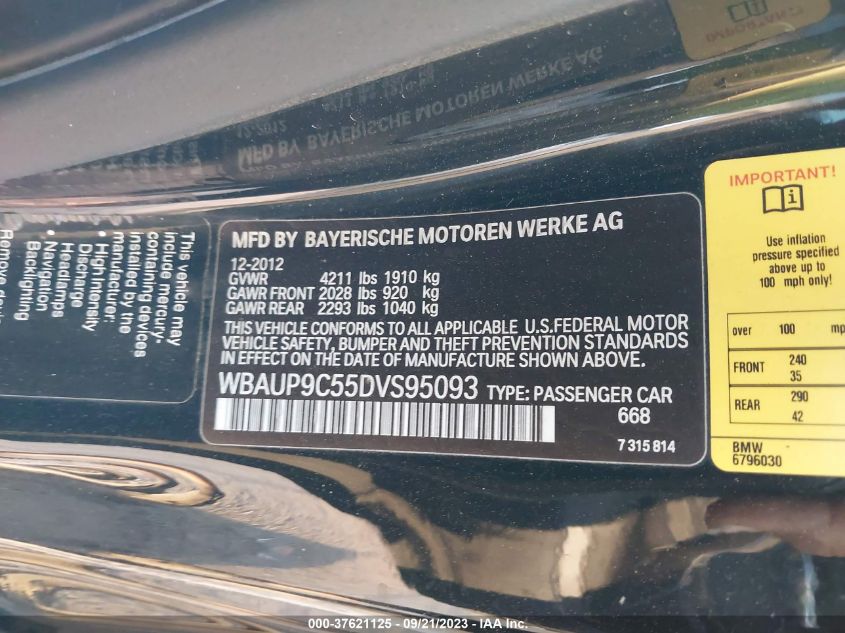 MFD BY BAYERISCHE MOTOREN WERKE AG
12-2012
GVWR 4211 lbs 1910 kg
GAWR FRONT 2028 lbs 920 kg
GAWR REAR 2293 lbs 1040 kg
THIS VEHICLE CONFORMS TO ALL APPLICABLE U.S.FEDERAL MOTOR
VEHICLE SAFETY, BUMPER AND THEFT PREVENTION STANDARDS
IN EFFECT ON THE DATE OF MANUFACTURE SHOWN ABOVE.
WBAUP9C55DVS95093 TYPE: PASSENGER CAR
668
7 315 814
This vehicle may
include mercury-
containing devices
installed by the
manufacturer:
• High Intensity
Discharge
Headlamps
• Navigation
Backlighting
Remove
IMPORTANT!
i
Use inflation
pressure specified
above up to
100 mph only!
over 100 mp
FRONT 240
35
REAR 290
42
BMW
6796030
12-2012
MFD BY BAYERISCHE MOTOREN WERKE AG
000-37621125 - 09/21/2023 - IAA Inc.